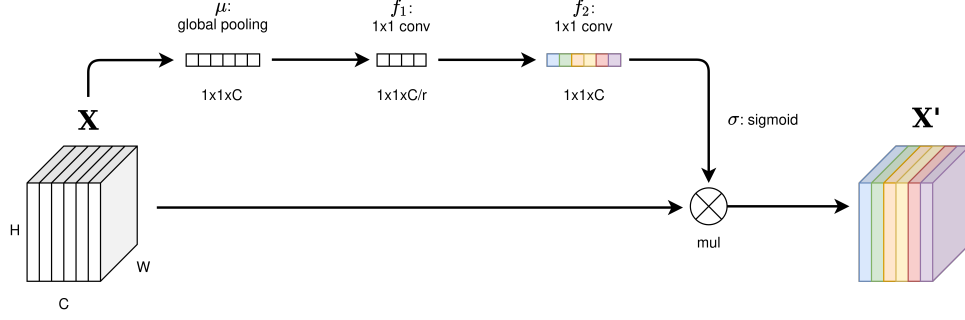 μ:
global pooling
f₁:
1x1 conv
f₂:
1x1 conv
1x1xC
1x1xC/r
1x1xC
X
σ: sigmoid
X'
H
W
C
mul